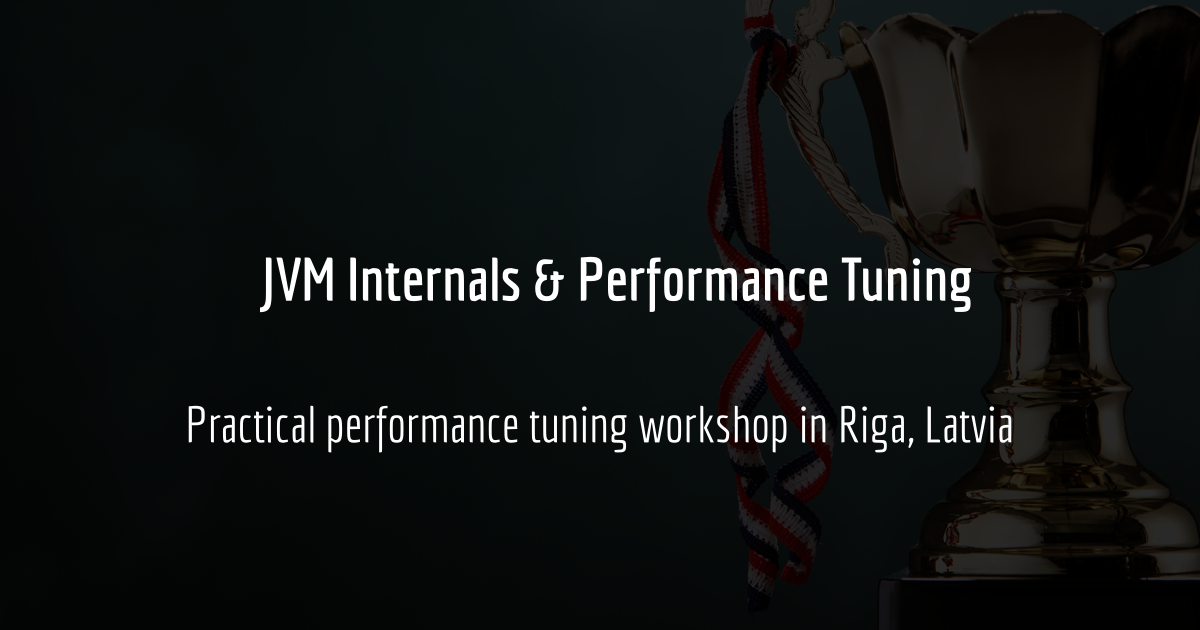 JVM Internals & Performance Tuning
Practical performance tuning workshop in Riga, Latvia